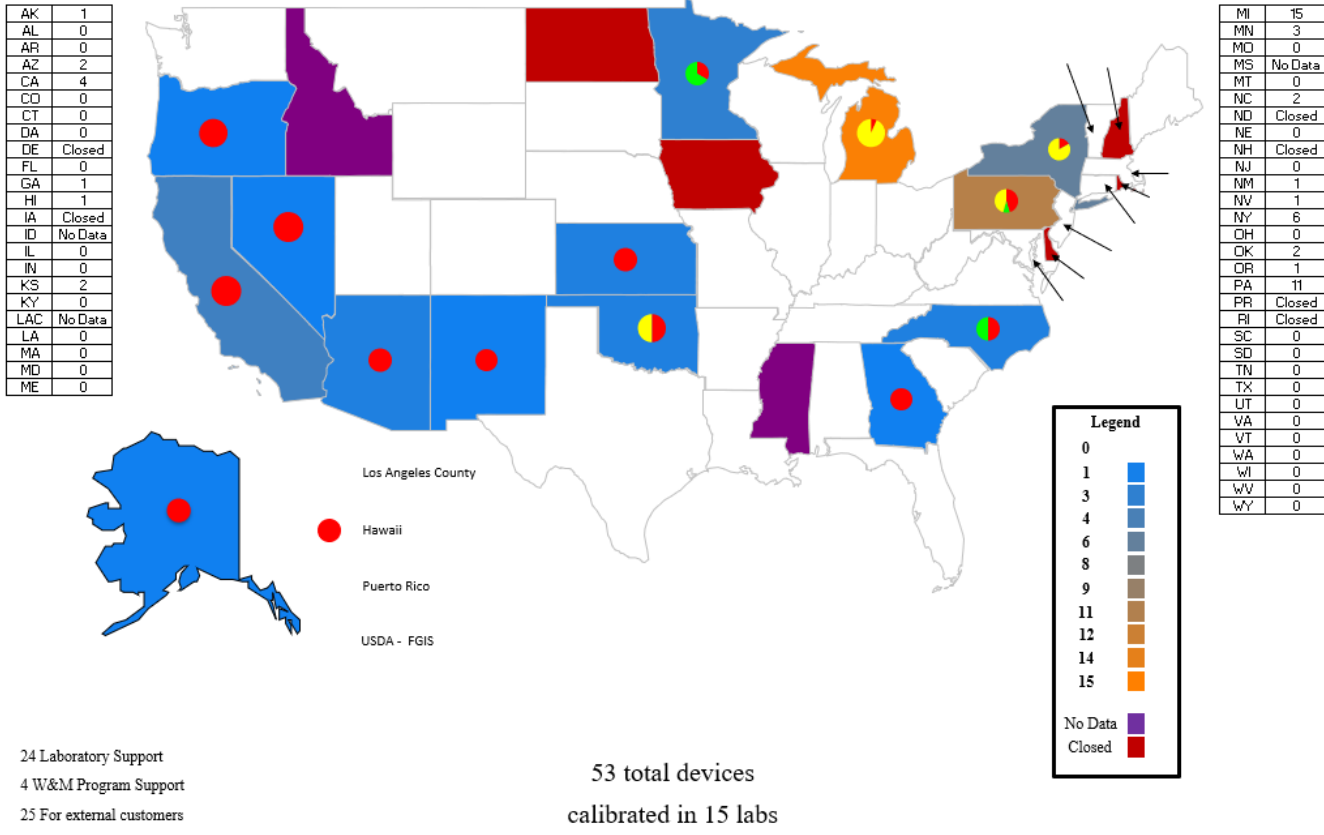 AK 1
AL 0
AR 0
AZ 2
CA 4
CO 0
CT 0
DA 0
DE Closed
FL 0
GA 1
HI 1
IA Closed
ID No Data
IL 0
IN 0
KS 2
KY 0
LAC No Data
LA 0
MA 0
MD 0
ME 0
MI 15
MN 3
MO 0
MS No Data
MT 0
NC 2
ND Closed
NE 0
NH Closed
NJ 0
NM 1
NV 1
NY 6
OH 0
OK 2
OR 1
PA 11
PR Closed
RI Closed
SC 0
SD 0
TN 0
TX 0
UT 0
VA 0
VT 0
WA 0
WI 0
WV 0
WY 0
Los Angeles County
Hawaii
Puerto Rico
USDA - FGIS
Legend
0
1
3
4
6
8
9
11
12
14
15
No Data
Closed
24 Laboratory Support
4 W&M Program Support
25 For external customers
53 total devices
calibrated in 15 labs